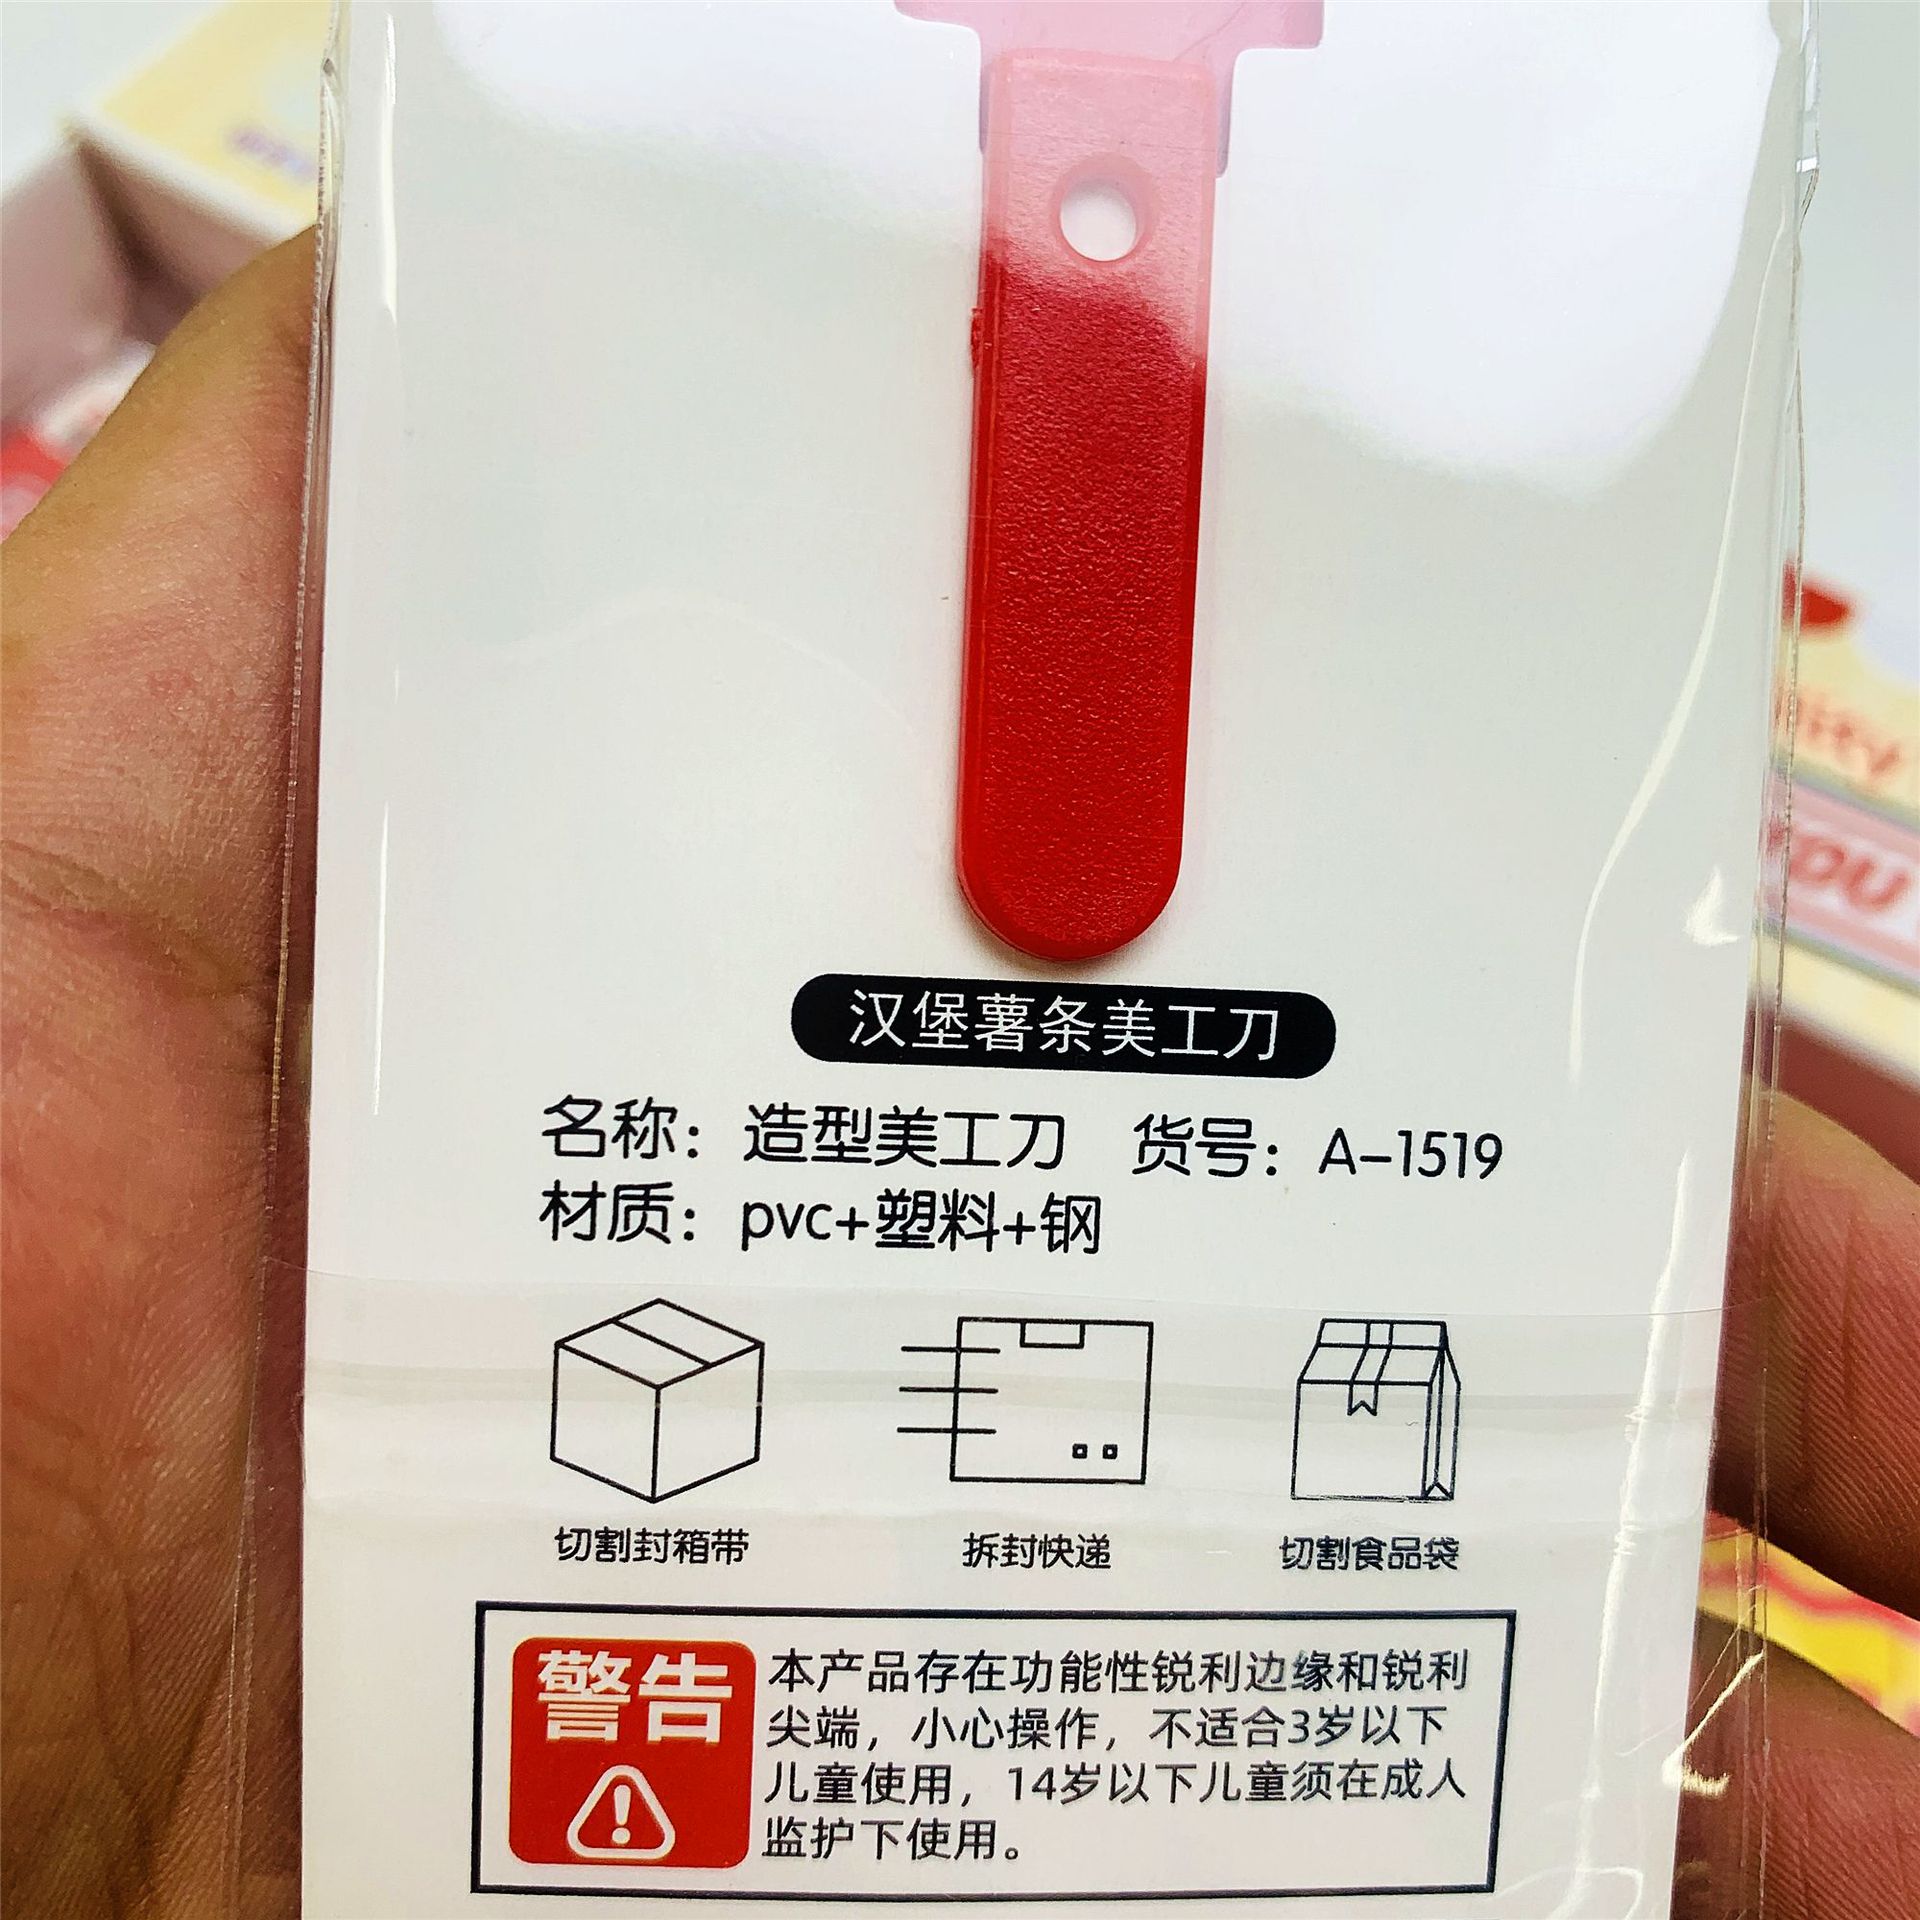 汉堡薯条美工刀
名称：造型美工刀 货号：A-1519
材质：pvc+塑料+钢
切割封箱带 拆封快递 切割食品袋
警告
本产品存在功能性锐利边缘和锐利
尖端，小心操作，不适合3岁以下
儿童使用，14岁以下儿童须在成人
监护下使用。